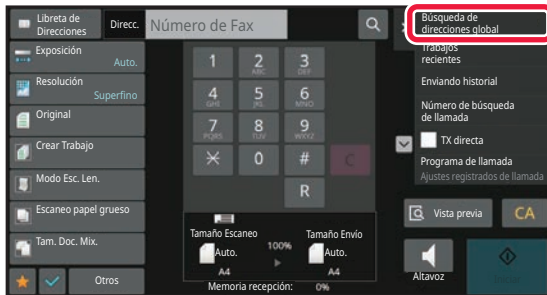 Libreta de
Direcciones
Direcc.
Número de Fax
Búsqueda de
direcciones global
Exposición
Auto.
Resolución
Superfino
Original
Crear Trabajo
Modo Esc. Len.
Escaneo papel grueso
Tam. Doc. Mix.
Otros
1
2
ABC
3
DEF
4
GHI
5
JKL
6
MNO
7
PQRS
8
TUV
9
WXYZ
0
#
C
R
Tamaño Escaneo
Auto.
A4
100%
Tamaño Envío
Auto.
A4
Memoria recepción:
0%
Trabajos
recientes
Enviando historial
Número de búsqueda
de llamada
TX directa
Programa de llamada
Ajustes registrados de llamada
Vista previa
CA
Altavoz